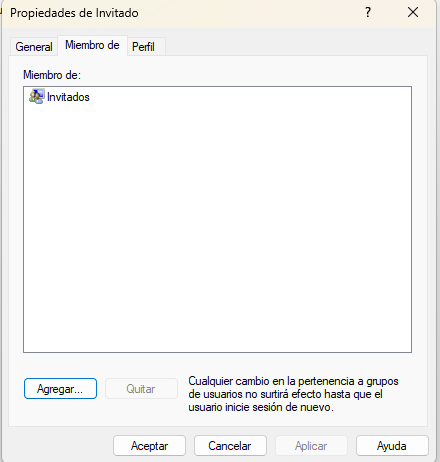 Propiedades de Invitado
?
General
Miembro de
Perfil
Miembro de:
Invitados
Agregar...
Quitar
Cualquier cambio en la pertenencia a grupos
de usuarios no surtirá efecto hasta que el
usuario inicie sesión de nuevo.
Aceptar
Cancelar
Aplicar
Ayuda